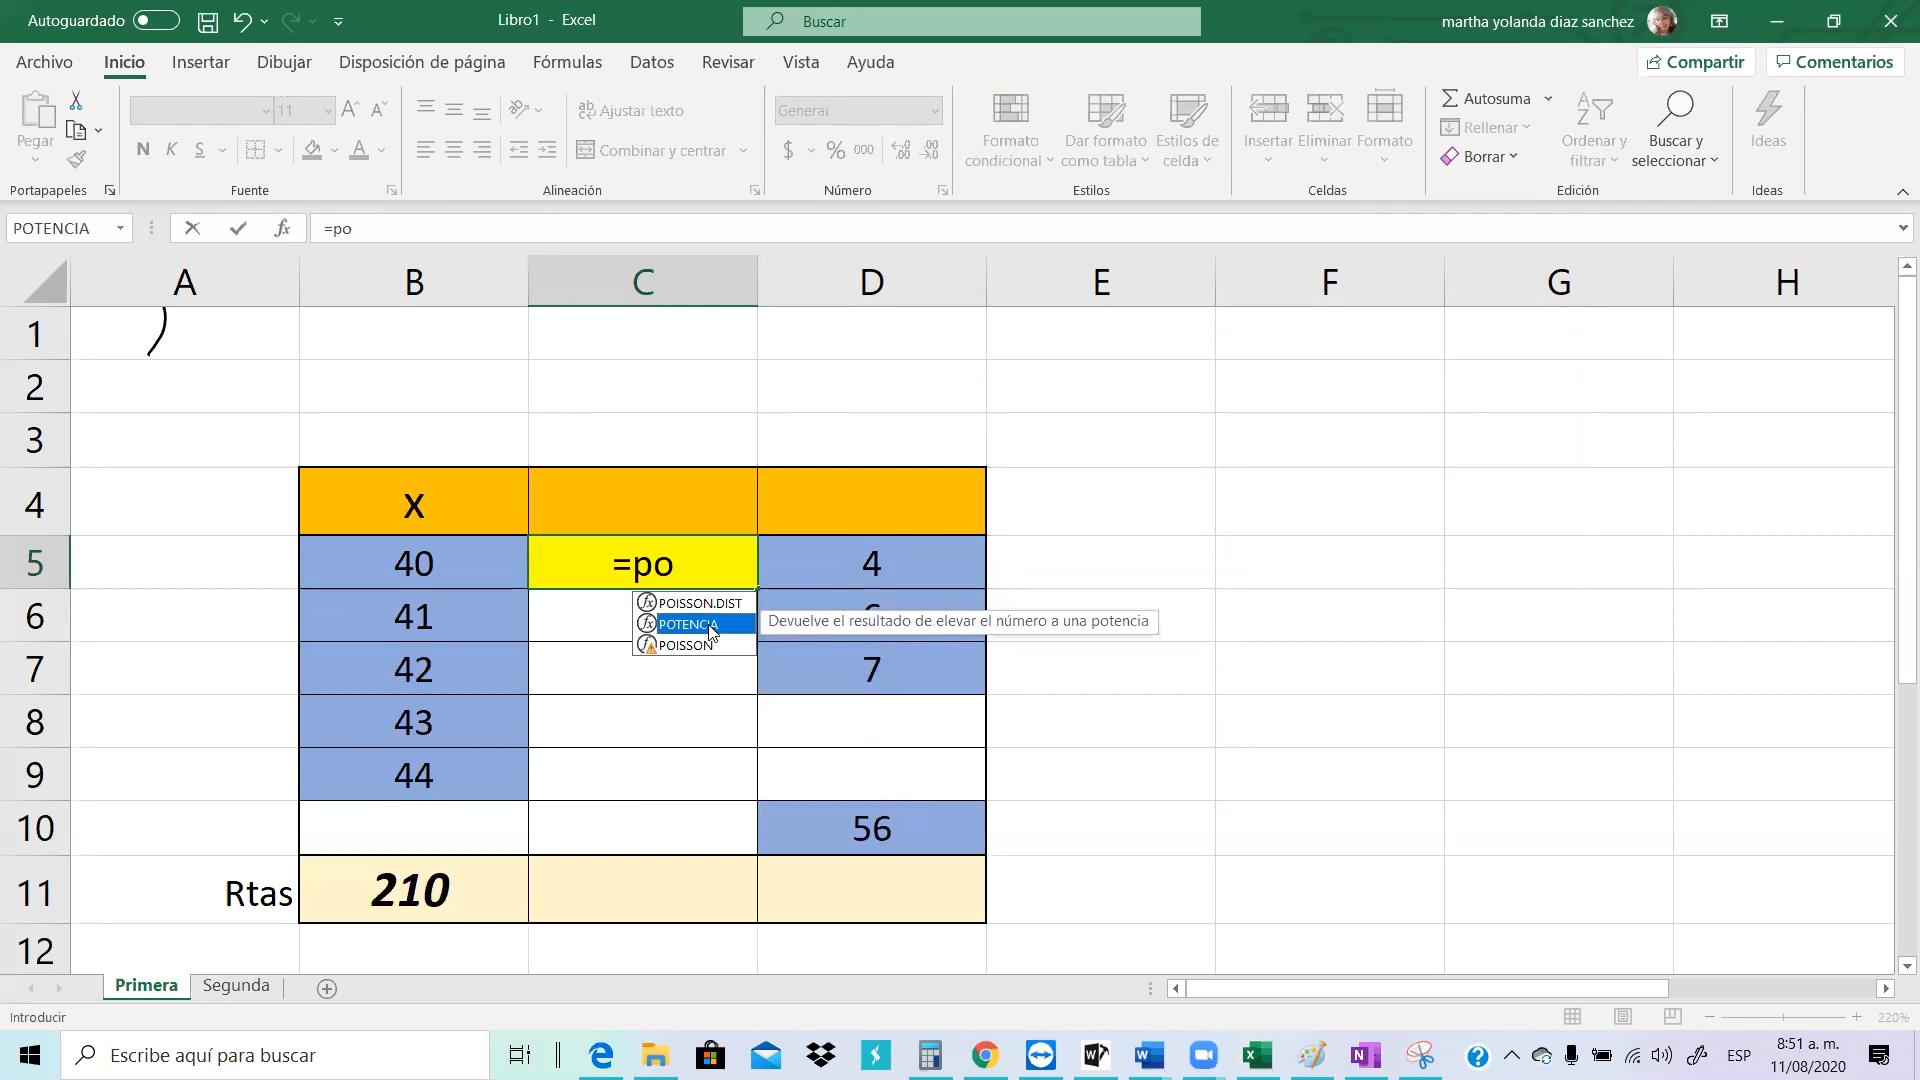 Autoguardado
Libro1 - Excel
Buscar
martha yolanda diaz sanchez
Archivo Inicio Insertar Dibujar Disposición de página Fórmulas Datos Revisar Vista Ayuda
Compartir Comentarios
Pegar
11
N K S
Ajustar texto
Combinar y centrar
General
$ % 000
Formato condicional
Dar formato como tabla
Estilos de celda
Insertar Eliminar Formato
Autosuma
Rellenar
Borrar
Ordenar y filtrar
Buscar y seleccionar
Ideas
Portapapeles Fuente Alineación Número Estilos Celdas Edición Ideas
POTENCIA
fx
=po
A B C D E F G H
1
2
3
4 X
5 40 =po 4
6 41
7 42 7
8 43
9 44
10 56
11 Rtas 210
12
POISSON.DIST
POTENCIA
POISSON
Devuelve el resultado de elevar el número a una potencia
Primera Segunda
Introducir
220%
Escribe aquí para buscar
ESP
8:51 a. m.
11/08/2020